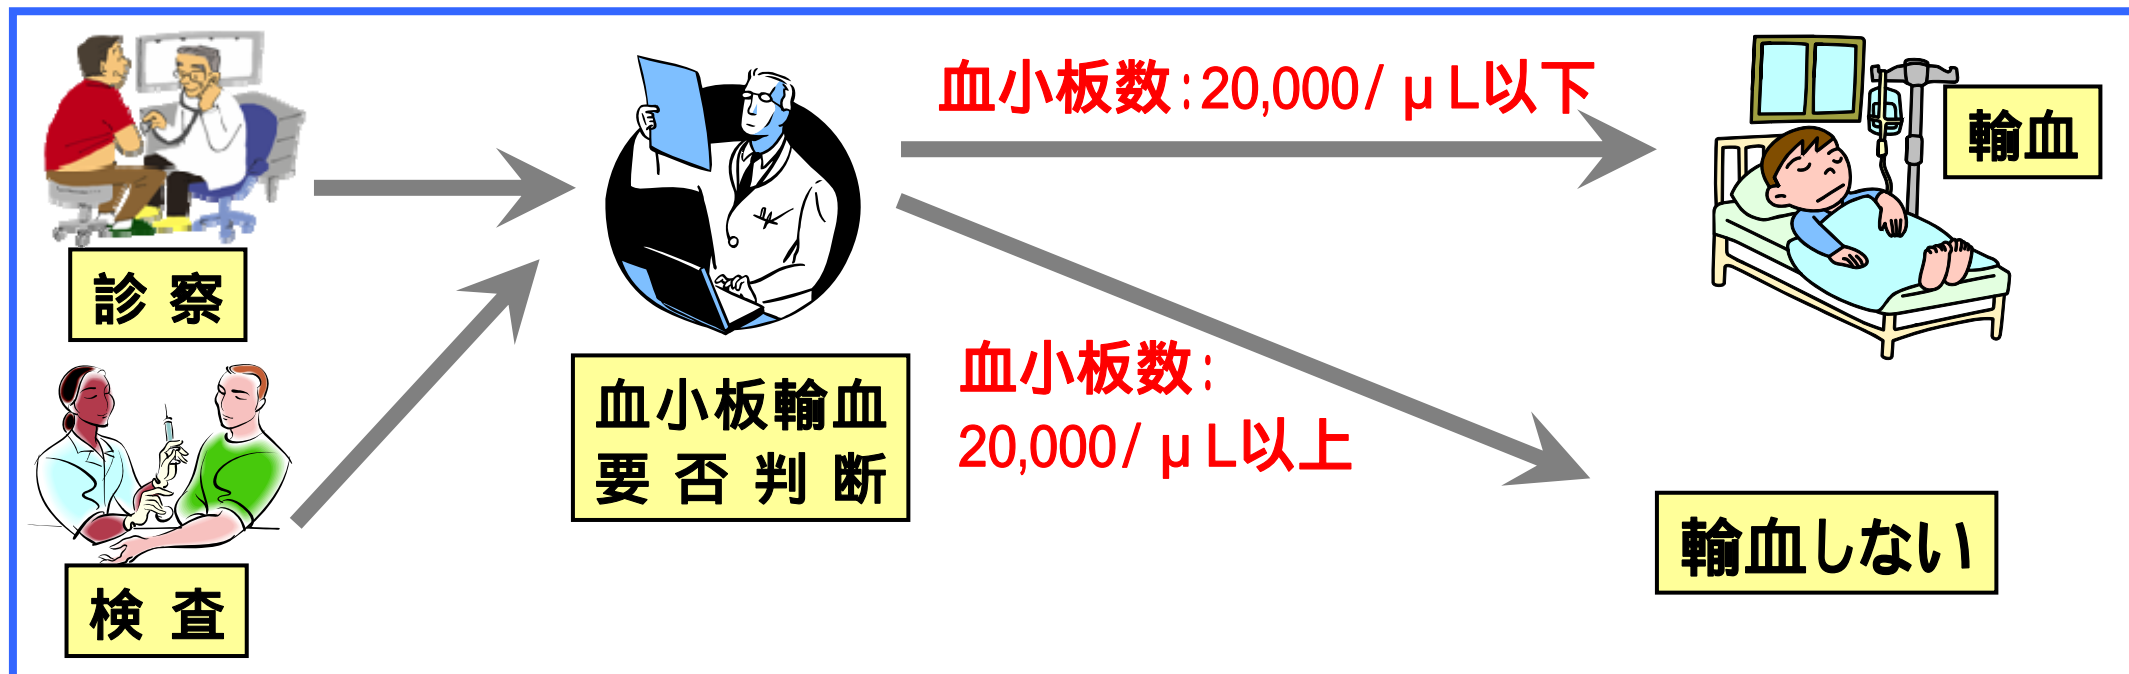 診察
検査
血小板輸血
要否判断
血小板数:20,000/μL以下
血小板数:
20,000/μL以上
輸血
輸血しない